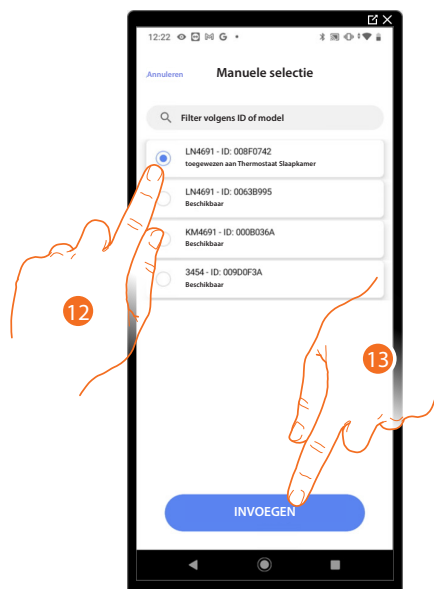 12:22 G
Annuleren Manuele selectie
Filter volgens ID of model
LN4691 - ID: 008F0742
toegewezen aan Thermostaat Slaapkamer
LN4691 - ID: 0063B995
Beschikbaar
KM4691 - ID: 000B036A
Beschikbaar
3454 - ID: 009D0F3A
Beschikbaar
12
13
INVOEGEN